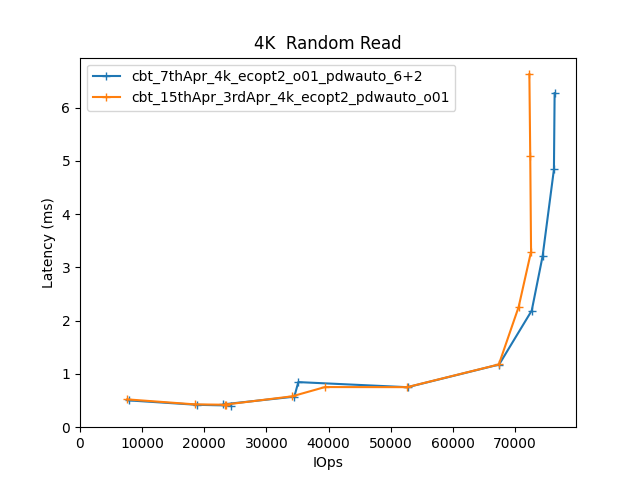 4K  Random Read
cbt_7thApr_4k_ecopt2_o01_pdwauto_6+2
cbt_15thApr_3rdApr_4k_ecopt2_pdwauto_o01
Latency (ms)
6
5
4
3
2
1
0
0 10000 20000 30000 40000 50000 60000 70000
IOps